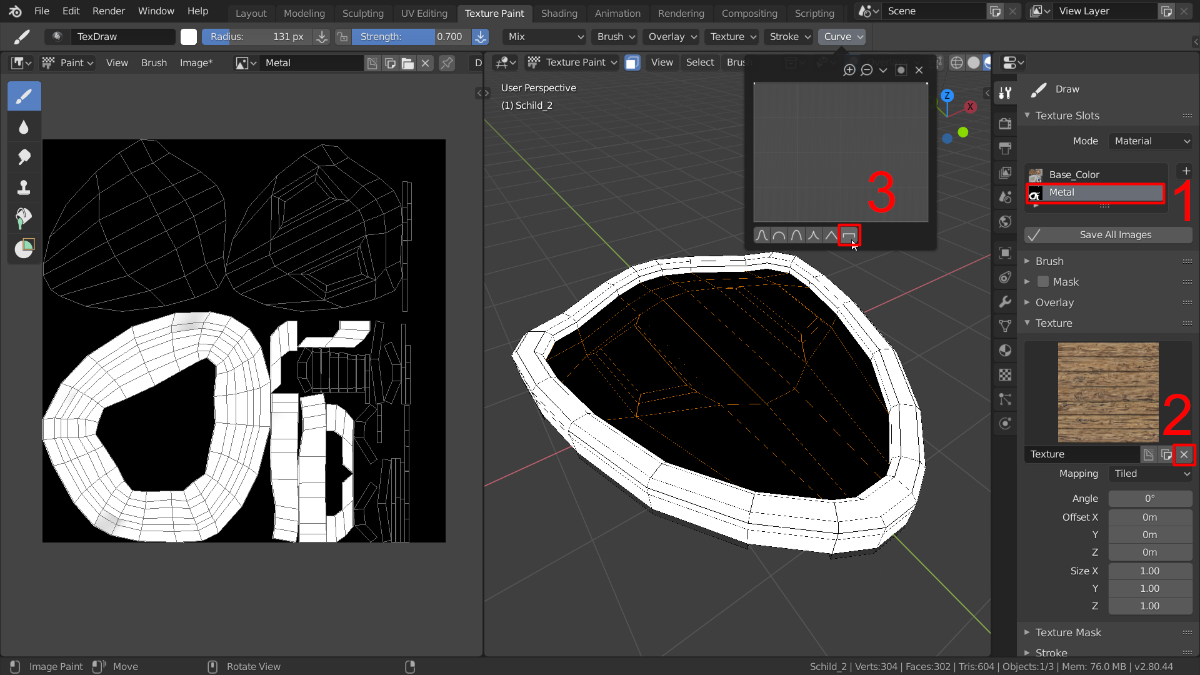 File Edit Render Window Help
Layout Modeling Sculpting UV Editing Texture Paint Shading Animation Rendering Compositing Scripting
Scene
View Layer
TexDraw
Radius: 131 px
Strength: 0.700
Mix
Brush
Overlay
Texture
Stroke
Curve
Paint View Brush Image*
Metal
D
Texture Paint View Select Brus
User Perspective
(1) Schild_2
Z
X
3
Draw
Texture Slots
Mode Material
Base_Color
Metal
1
Save All Images
Brush
Mask
Overlay
Texture
2
Texture
Mapping Tiled
Angle 0°
Offset X 0m
Y 0m
Z 0m
Size X 1.00
Y 1.00
Z 1.00
Texture Mask
Stroke
Image Paint Move Rotate View
Schild_2 | Verts:304 | Faces:302 | Tris:604 | Objects:1/3 | Mem: 76.0 MB | v2.80.44